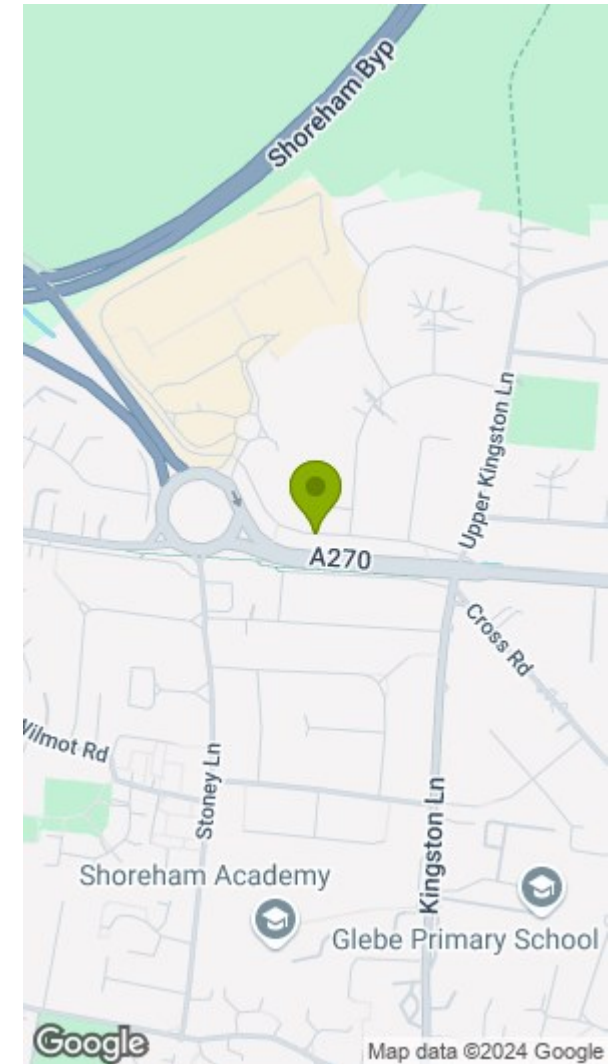 Shoreham Byp
Upper Kingston Ln
A270
Cross Rd
Wilmot Rd
Stoney Ln
Kingston Ln
Shoreham Academy
Glebe Primary School
Google
Map data ©2024 Google